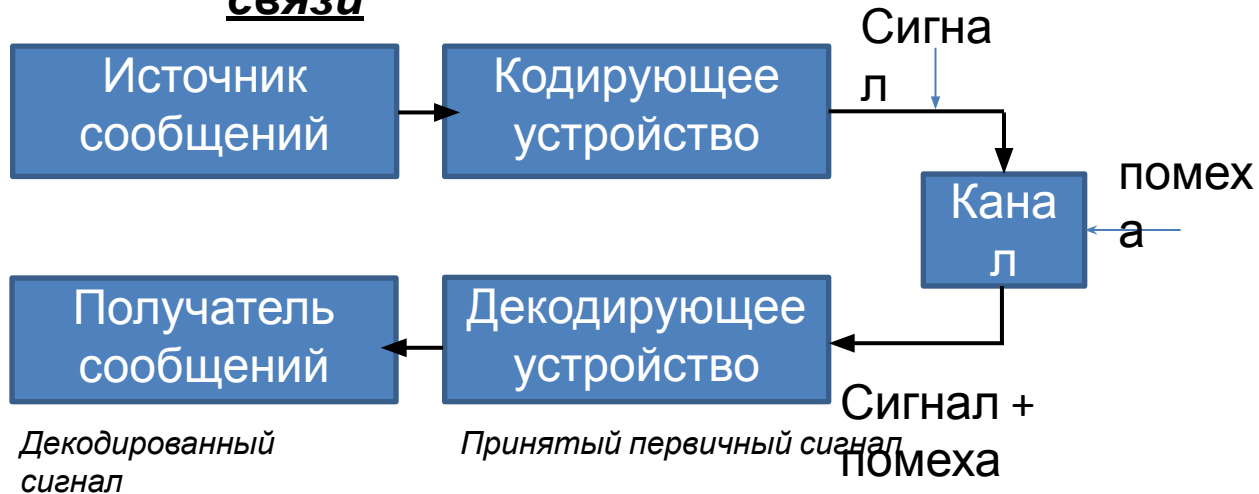 связи
Источник
сообщений
Кодирующее
устройство
Сигна
л
помех
а
Кана
л
Получатель
сообщений
Декодирующее
устройство
Сигнал +
помеха
Декодированный
сигнал
Принятый первичный сигнал